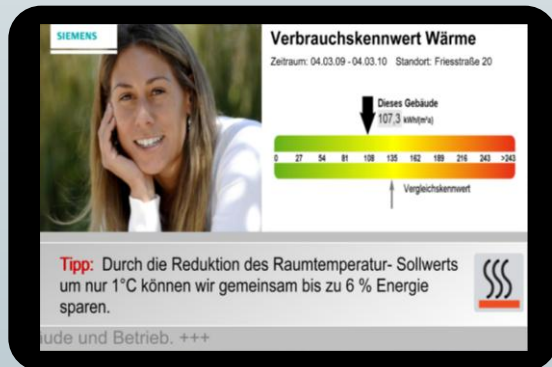 SIEMENS
Verbrauchskennwert Wärme
Zeitraum: 04.03.09 - 04.03.10 Standort: Friesstraße 20
Dieses Gebäude
107,3 kWh/(m²a)
0 27 54 81 108 135 162 189 216 243 >243
Vergleichskennwert
Tipp: Durch die Reduktion des Raumtemperatur- Sollwerts
um nur 1°C können wir gemeinsam bis zu 6 % Energie
sparen.
ude und Betrieb. +++